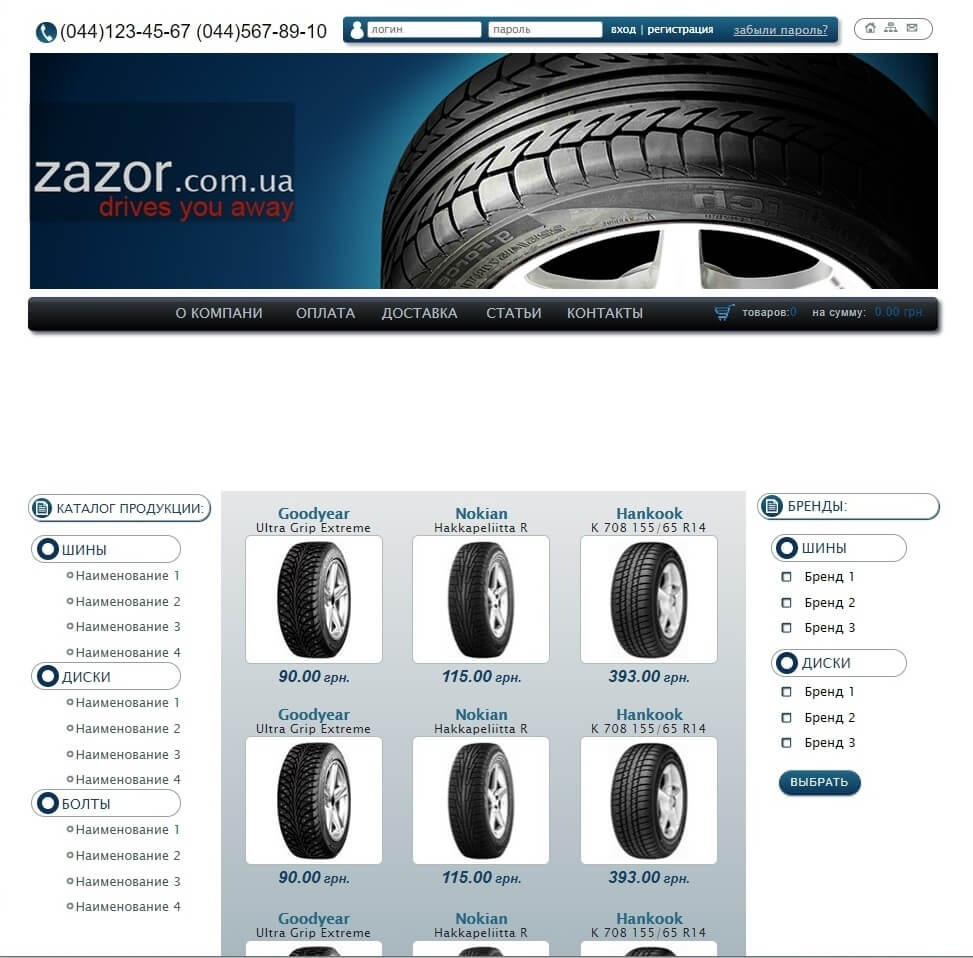 (044)123-45-67 (044)567-89-10
логин
пароль
вход | регистрация
забыли пароль?
zazor.com.ua
drives you away
О КОМПАНИ
ОПЛАТА
ДОСТАВКА
СТАТЬИ
КОНТАКТЫ
товаров:0
на сумму: 0.00 грн.
КАТАЛОГ ПРОДУКЦИИ:
ШИНЫ
Наименование 1
Наименование 2
Наименование 3
Наименование 4
ДИСКИ
Наименование 1
Наименование 2
Наименование 3
Наименование 4
БОЛТЫ
Наименование 1
Наименование 2
Наименование 3
Наименование 4
Goodyear
Ultra Grip Extreme
90.00 грн.
Nokian
Hakkapeliitta R
115.00 грн.
Hankook
K 708 155/65 R14
393.00 грн.
Goodyear
Ultra Grip Extreme
90.00 грн.
Nokian
Hakkapeliitta R
115.00 грн.
Hankook
K 708 155/65 R14
393.00 грн.
Goodyear
Ultra Grip Extreme
Nokian
Hakkapeliitta R
Hankook
K 708 155/65 R14
БРЕНДЫ:
ШИНЫ
Бренд 1
Бренд 2
Бренд 3
ДИСКИ
Бренд 1
Бренд 2
Бренд 3
ВЫБРАТЬ